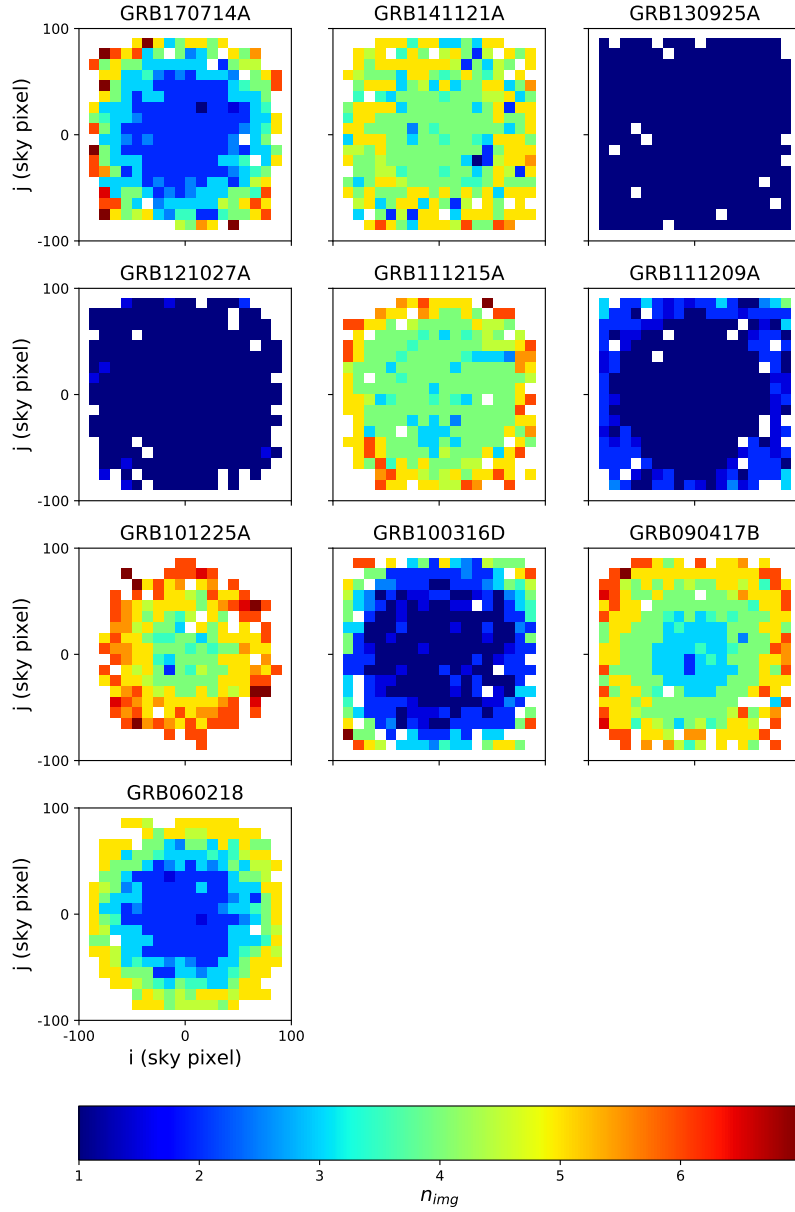 GRB170714A GRB141121A GRB130925A
100
0
-100
j (sky pixel)
GRB121027A GRB111215A GRB111209A
100
0
-100
j (sky pixel)
GRB101225A GRB100316D GRB090417B
100
0
-100
j (sky pixel)
GRB060218
100
0
-100
j (sky pixel)
-100 0 100
i (sky pixel)
1 2 3 4 5 6
n_img